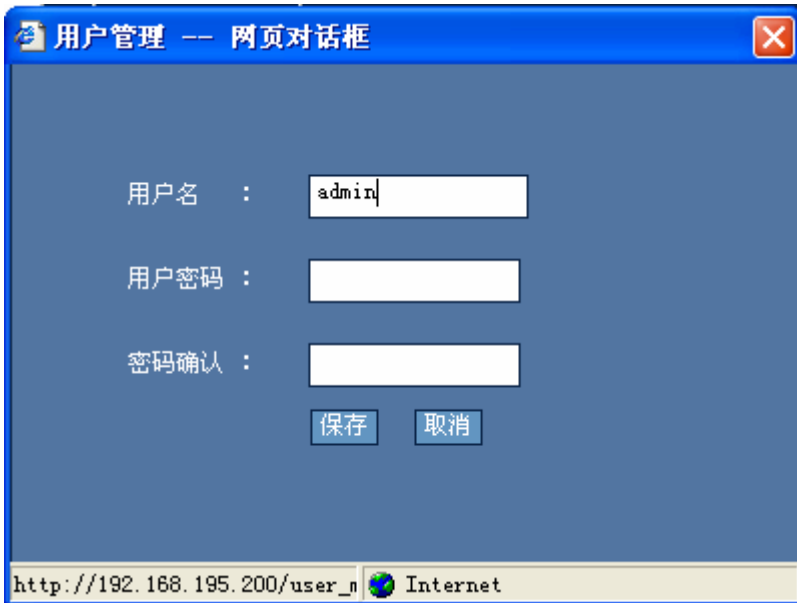 用户管理 -- 网页对话框
用户名 : admin
用户密码 :
密码确认 :
保存 取消
http://192.168.195.200/user_m Internet